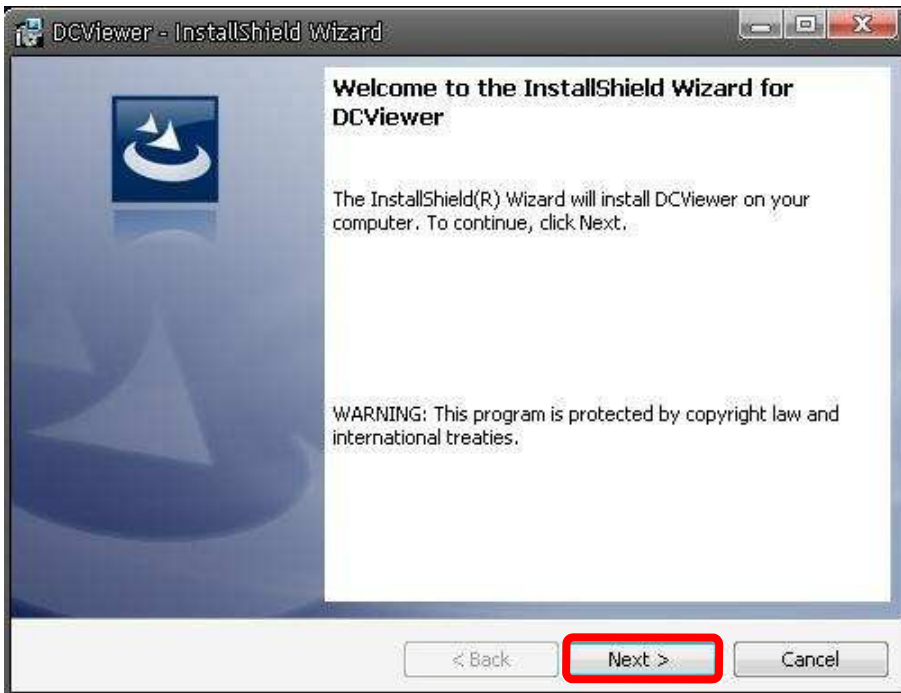 DCViewer - InstallShield Wizard
Welcome to the InstallShield Wizard for
DCViewer
The InstallShield(R) Wizard will install DCViewer on your
computer. To continue, click Next.
WARNING: This program is protected by copyright law and
international treaties.
< Back
Next >
Cancel